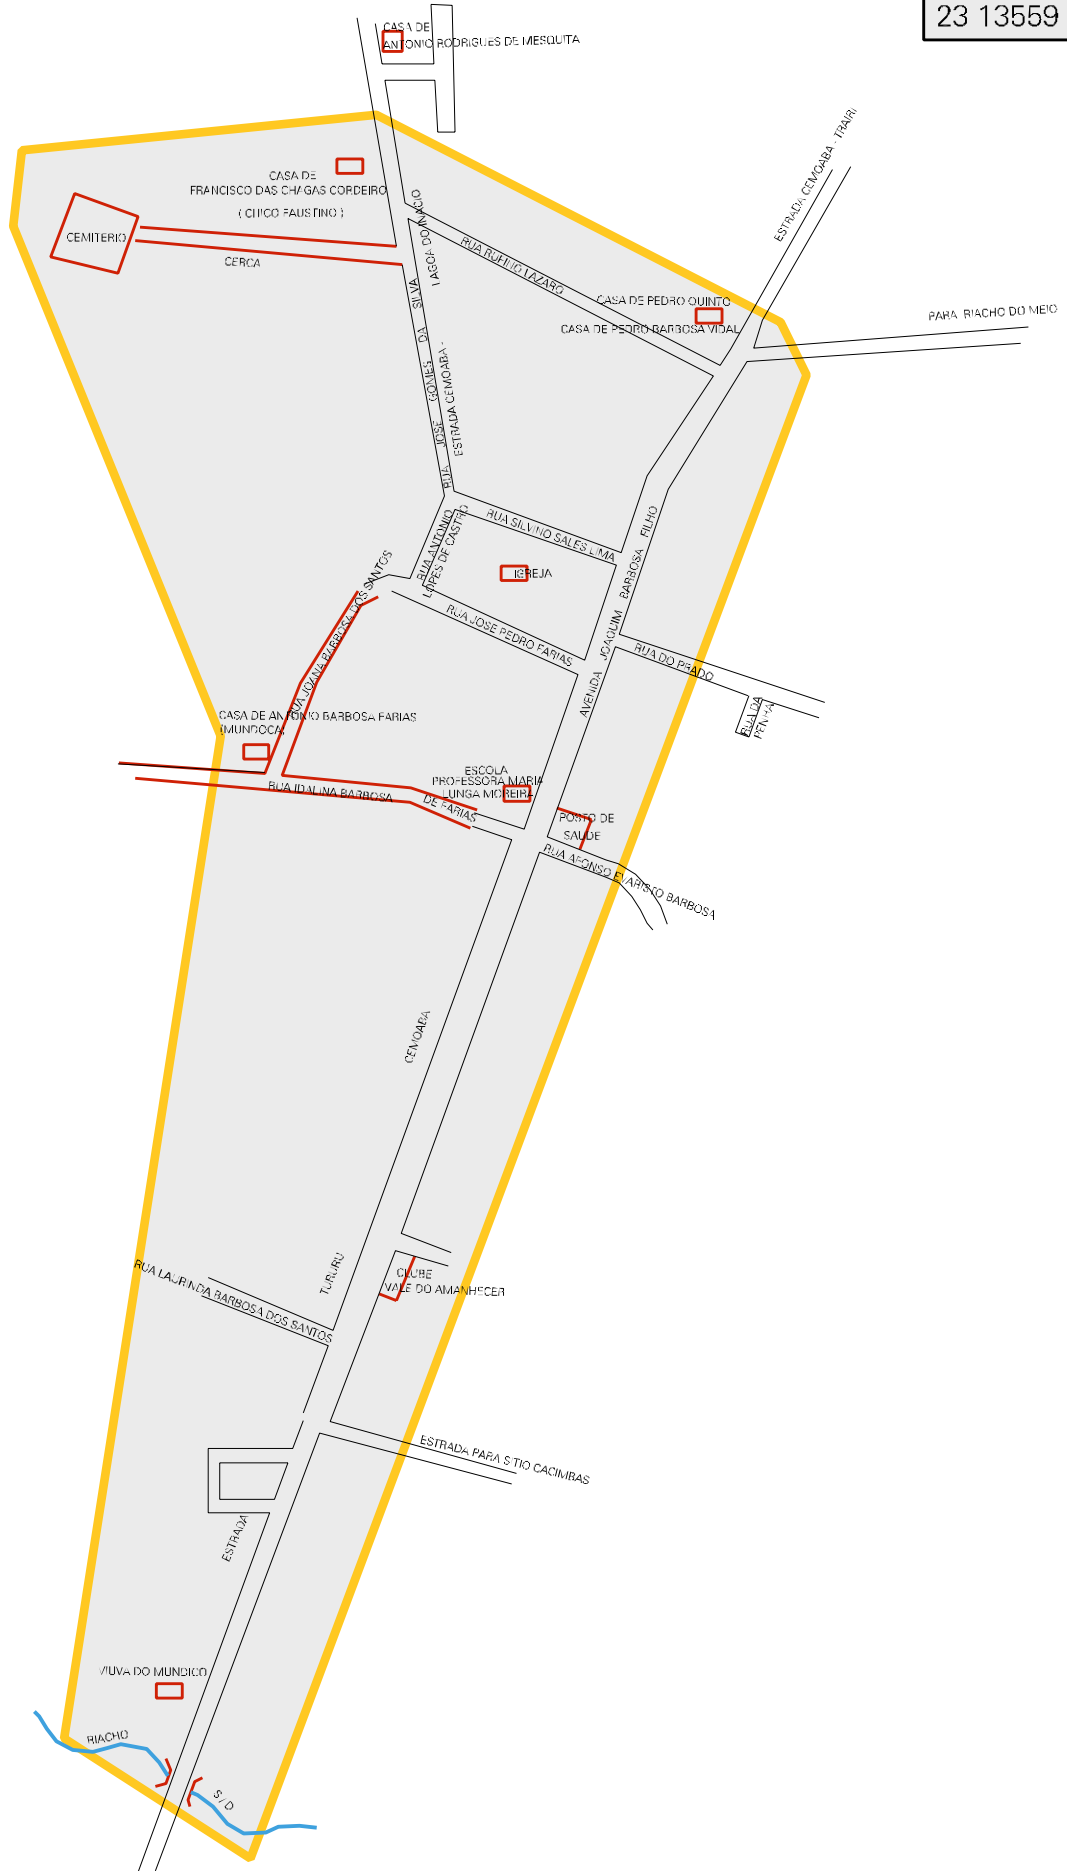 23 13559
CASA DE
ANTONIO RODRIGUES DE MESQUITA
ESTRADA CEMOABA - TRAIRI
CASA DE
FRANCISCO DAS CHAGAS CORDEIRO
( CHICO FAUSTINO )
CEMITERIO
CERCA
LAGOA DO INACIO
ESTRADA CEMOABA -
RUA JOSE GOMES DA SILVA
RUA RUFINO LAZARO
CASA DE PEDRO QUINTO
CASA DE PEDRO BARBOSA VIDAL
PARA RIACHO DO MEIO
RUA SILVINO SALES LIMA
RUA ANTONIO
LOPES DE CASTRO
IGREJA
AVENIDA JOAQUIM BARBOSA FILHO
RUA JOSE PEDRO FARIAS
RUA JOANA BARBOSA DOS SANTOS
RUA DO PRADO
RUA DA
PENHA
CASA DE ANTONIO BARBOSA FARIAS
(MUNDOCA)
RUA IDALINA BARBOSA
DE FARIAS
ESCOLA
PROFESSORA MARIA
LUNGA MOREIRA
POSTO DE
SAUDE
RUA AFONSO EVARISTO BARBOSA
ESTRADA TURURU CEMOABA
CLUBE
VALE DO AMANHECER
RUA LAURINDA BARBOSA DOS SANTOS
ESTRADA PARA SITIO CACIMBAS
VIUVA DO MUNDICO
RIACHO
S / D